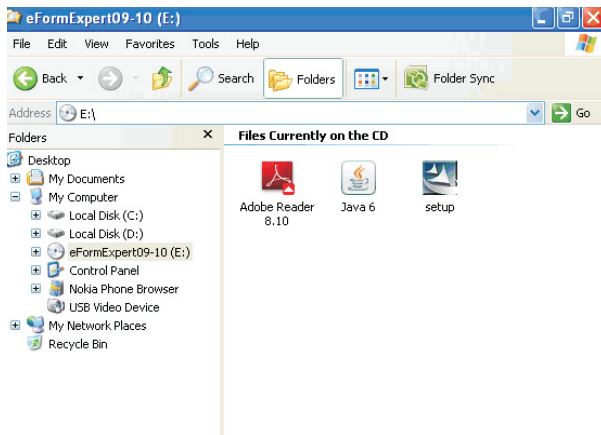 eFormExpert09-10 (E:)
File Edit View Favorites Tools Help
Back Search Folders Folder Sync
Address E:\ Go
Folders X
Files Currently on the CD
Desktop
My Documents
My Computer
Local Disk (C:)
Local Disk (D:)
eFormExpert09-10 (E:)
Control Panel
Nokia Phone Browser
USB Video Device
My Network Places
Recycle Bin
Adobe Reader
8.10
Java 6
setup